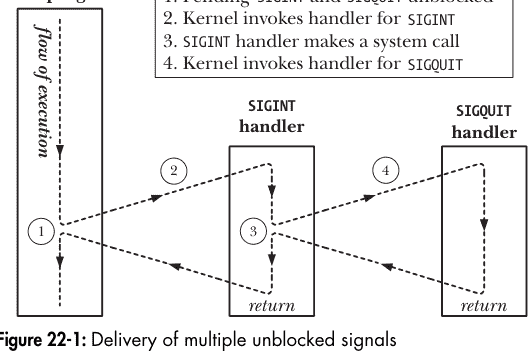 1. Pending SIGINT and SIGQUIT unblocked
2. Kernel invokes handler for SIGINT
3. SIGINT handler makes a system call
4. Kernel invokes handler for SIGQUIT
flow of execution
SIGINT
handler
SIGQUIT
handler
1
2
3
4
return
return
Figure 22-1: Delivery of multiple unblocked signals